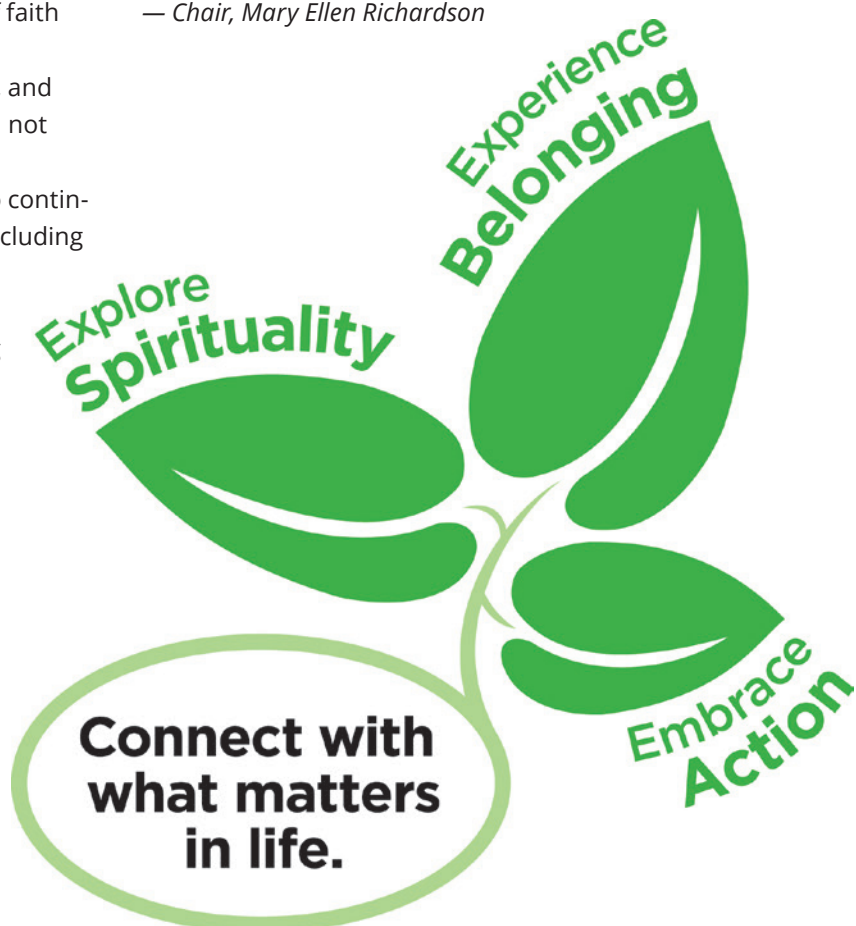 faith
and
not
contin-
cluding
— Chair, Mary Ellen Richardson
Experience
Belonging
Explore
Spirituality
Embrace
Action
Connect with
what matters
in life.